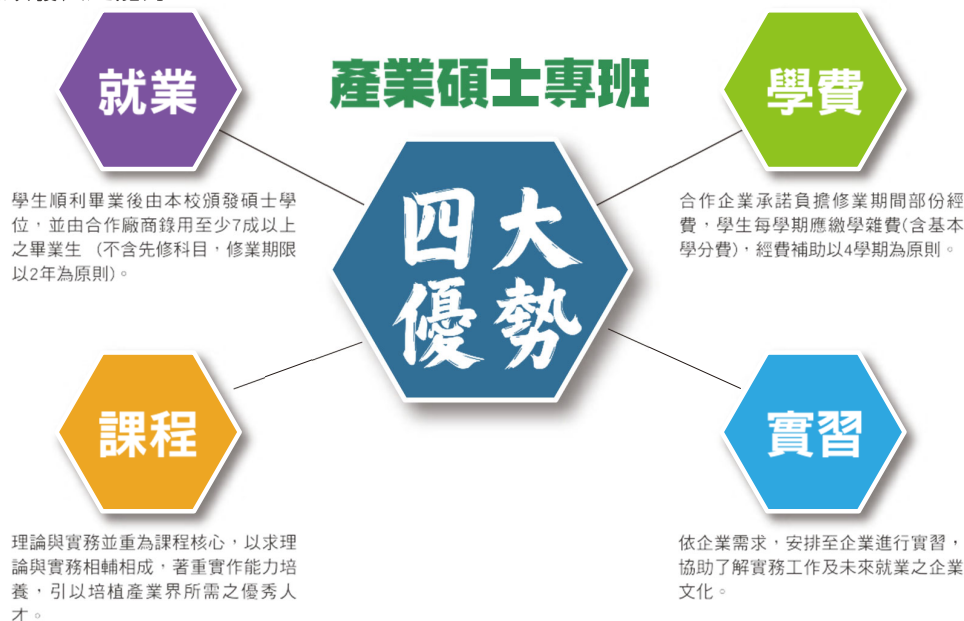 產業碩士專班
四大
優勢
就業
學生順利畢業後由本校頒發碩士學
位，並由合作廠商錄用至少7成以上
之畢業生 (不含先修科目，修業期限
以2年為原則)。
學費
合作企業承諾負擔修業期間部份經
費，學生每學期應繳學雜費(含基本
學分費)，經費補助以4學期為原則。
課程
理論與實務並重為課程核心，以求理
論與實務相輔相成，著重實作能力培
養，引以培植產業界所需之優秀人
才。
實習
依企業需求，安排至企業進行實習，
協助了解實務工作及未來就業之企業
文化。